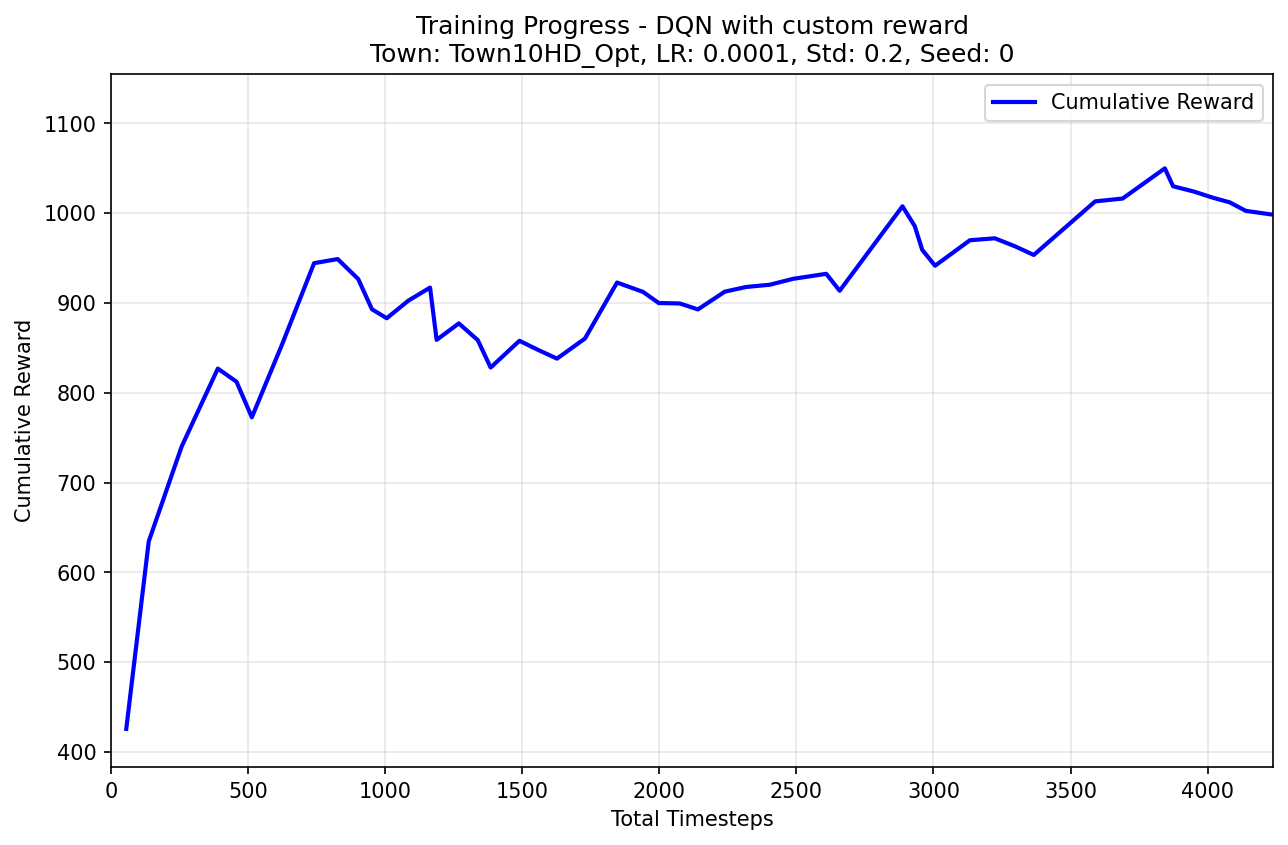 Training Progress - DQN with custom reward
Town: Town10HD_Opt, LR: 0.0001, Std: 0.2, Seed: 0
Cumulative Reward
1100
1000
900
800
700
600
500
400
Cumulative Reward
0 500 1000 1500 2000 2500 3000 3500 4000
Total Timesteps